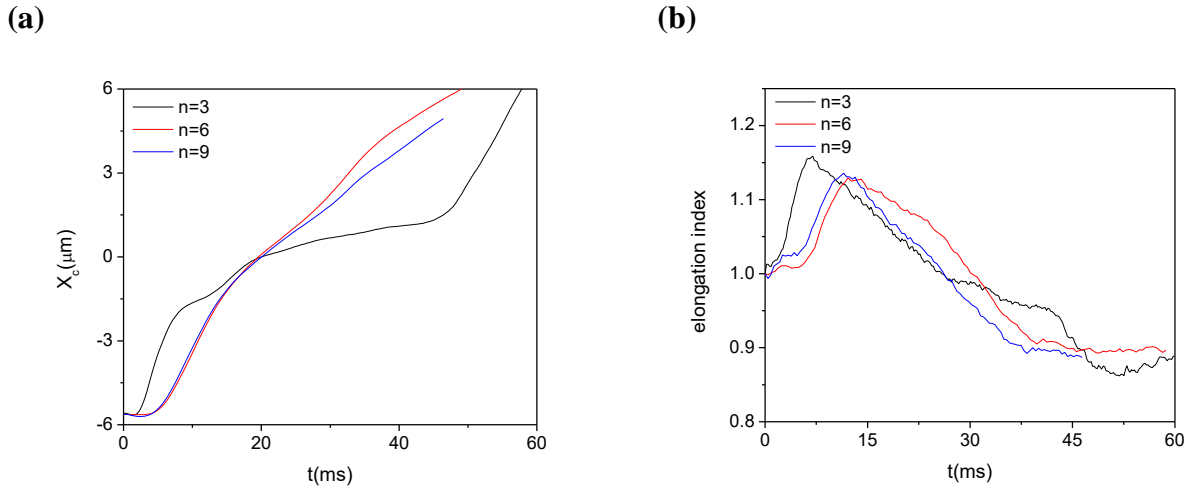 (a)
(b)
6
3
0
-3
-6
X_c(μm)
n=3
n=6
n=9
0
20
40
60
t(ms)
1.2
1.1
1.0
0.9
0.8
elongation index
n=3
n=6
n=9
0
15
30
45
60
t(ms)